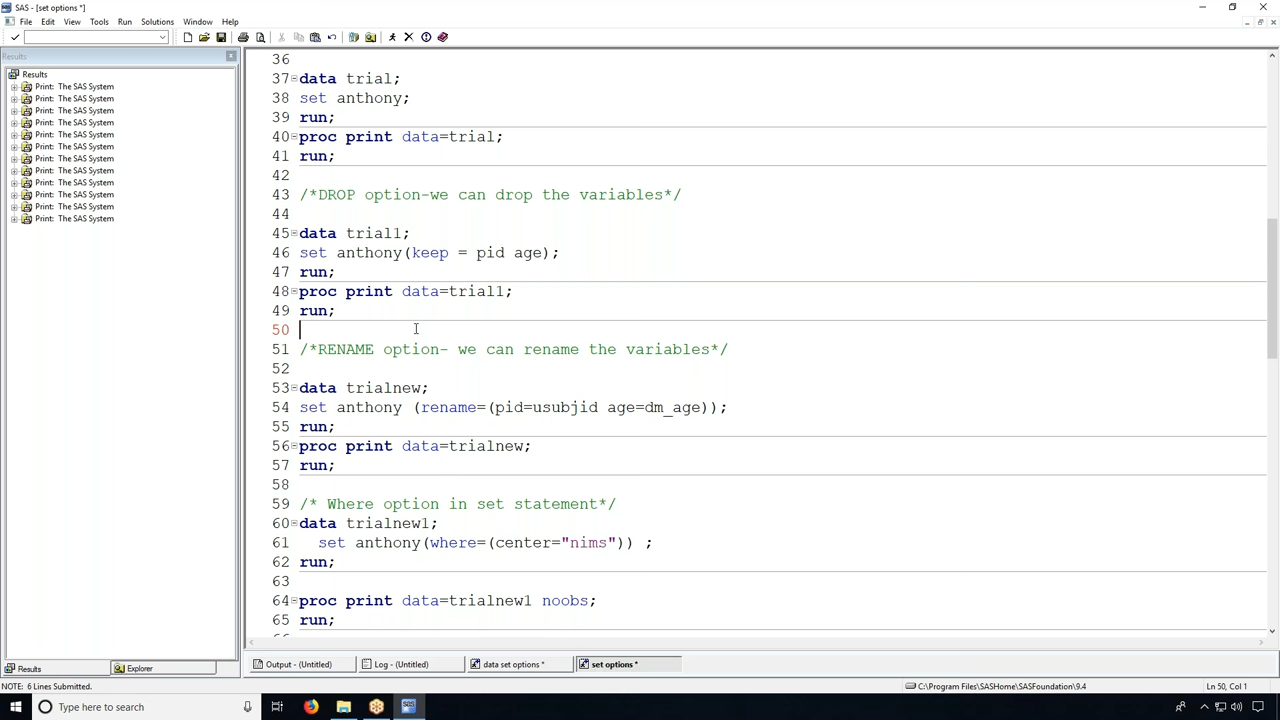 SAS - [set options *]
File Edit View Tools Run Solutions Window Help
Results
Results
Print: The SAS System
Print: The SAS System
Print: The SAS System
Print: The SAS System
Print: The SAS System
Print: The SAS System
Print: The SAS System
Print: The SAS System
Print: The SAS System
Print: The SAS System
Print: The SAS System
Print: The SAS System
36
37 data trial;
38 set anthony;
39 run;
40 proc print data=trial;
41 run;
42
43 /*DROP option-we can drop the variables*/
44
45 data trial1;
46 set anthony(keep = pid age);
47 run;
48 proc print data=trial1;
49 run;
50
51 /*RENAME option- we can rename the variables*/
52
53 data trialnew;
54 set anthony (rename=(pid=usubjid age=dm_age));
55 run;
56 proc print data=trialnew;
57 run;
58
59 /* Where option in set statement*/
60 data trialnew1;
61 set anthony(where=(center="nims")) ;
62 run;
63
64 proc print data=trialnew1 noobs;
65 run;
Results Explorer
Output - (Untitled) Log - (Untitled) data set options * set options *
NOTE: 6 Lines Submitted. C:\Program Files\SASHome\SASFoundation\9.4 Ln 50, Col 1
Type here to search